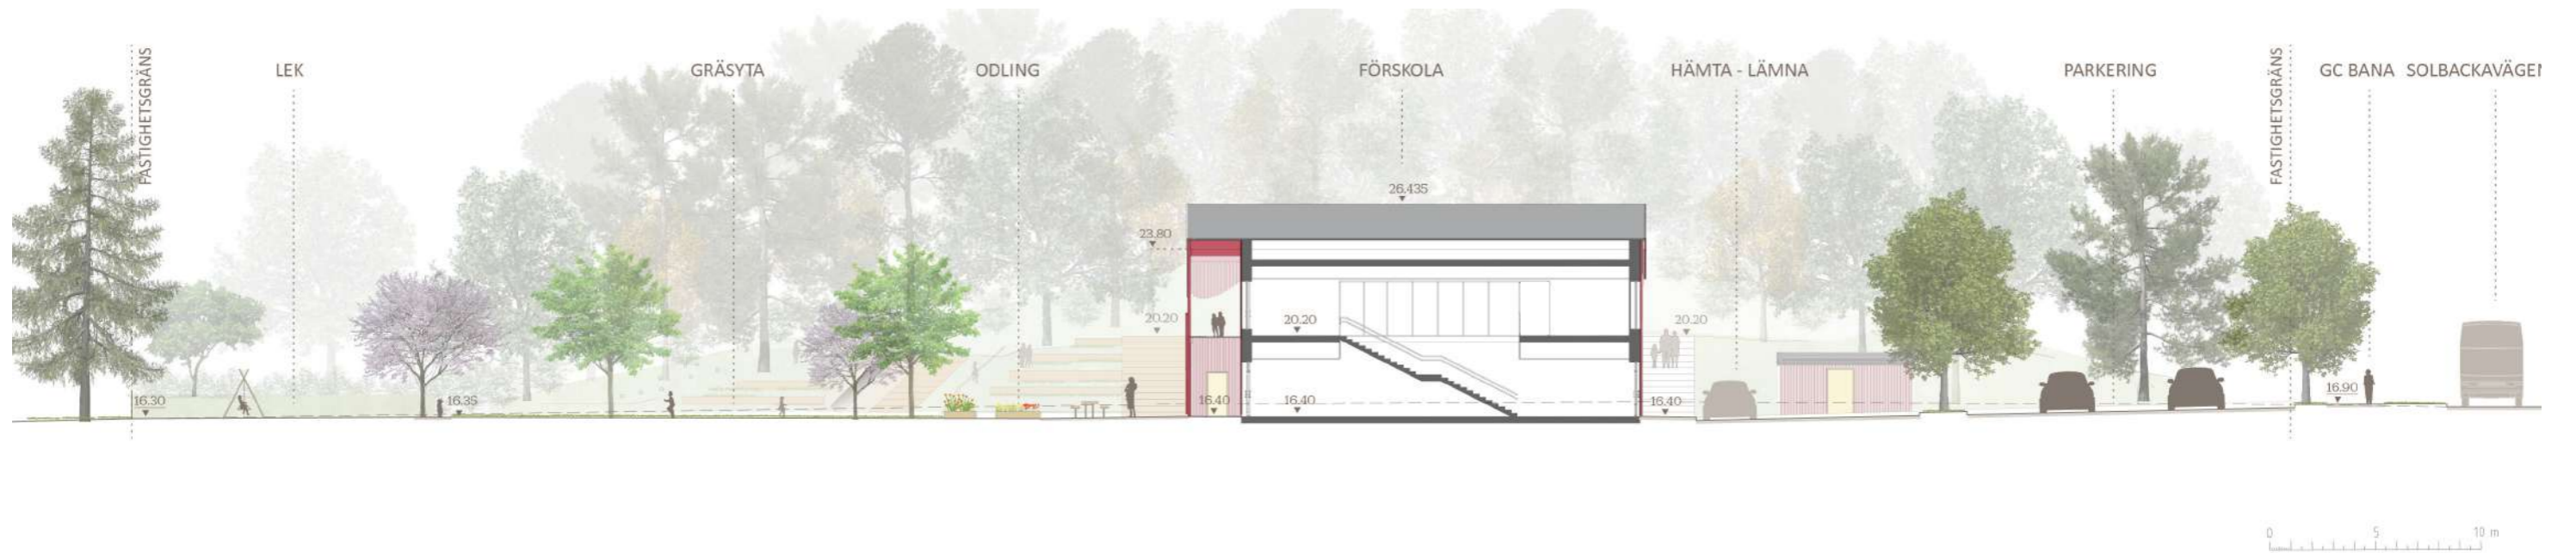 FASTIGHETSGRÄNS
LEK
GRÄSYTA
ODLING
FÖRSKOLA
HÄMTA - LÄMNA
PARKERING
FASTIGHETSGRÄNS
GC BANA
SOLBACKAVÄGEN
26.435
23.80
20.20
20.20
20.20
16.30
16.35
16.40
16.40
16.40
16.90
0 5 10 m